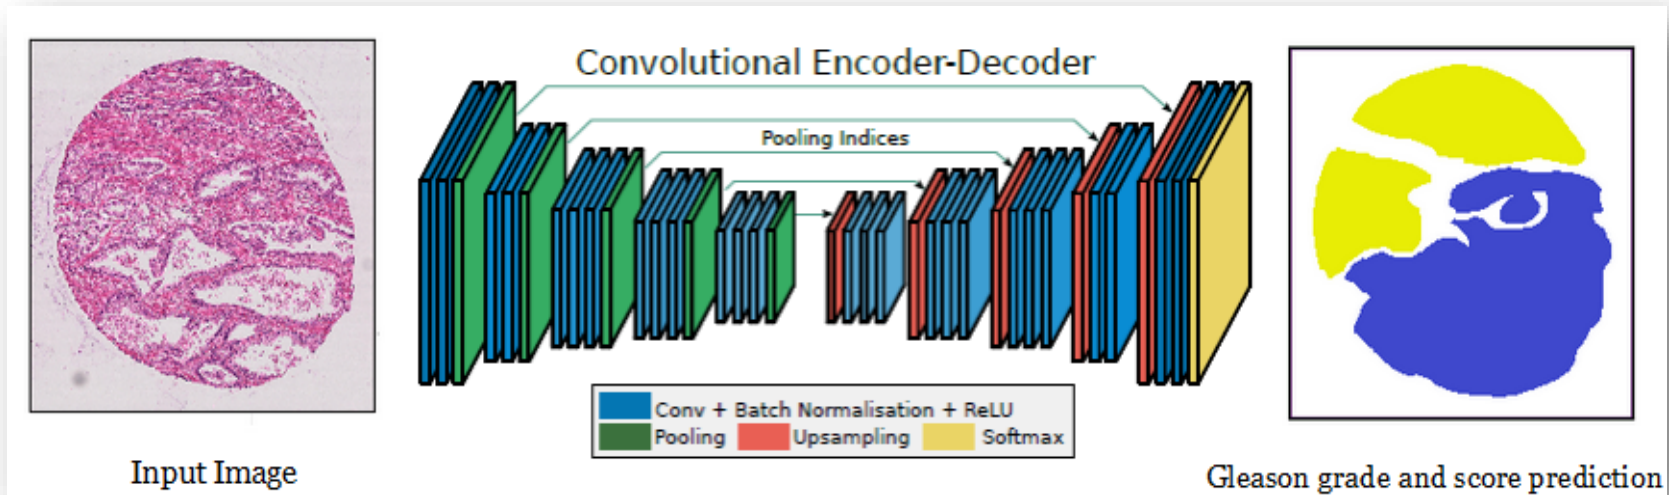 Convolutional Encoder-Decoder
Pooling Indices
Conv + Batch Normalisation + ReLU
Pooling Upsampling Softmax
Input Image
Gleason grade and score prediction